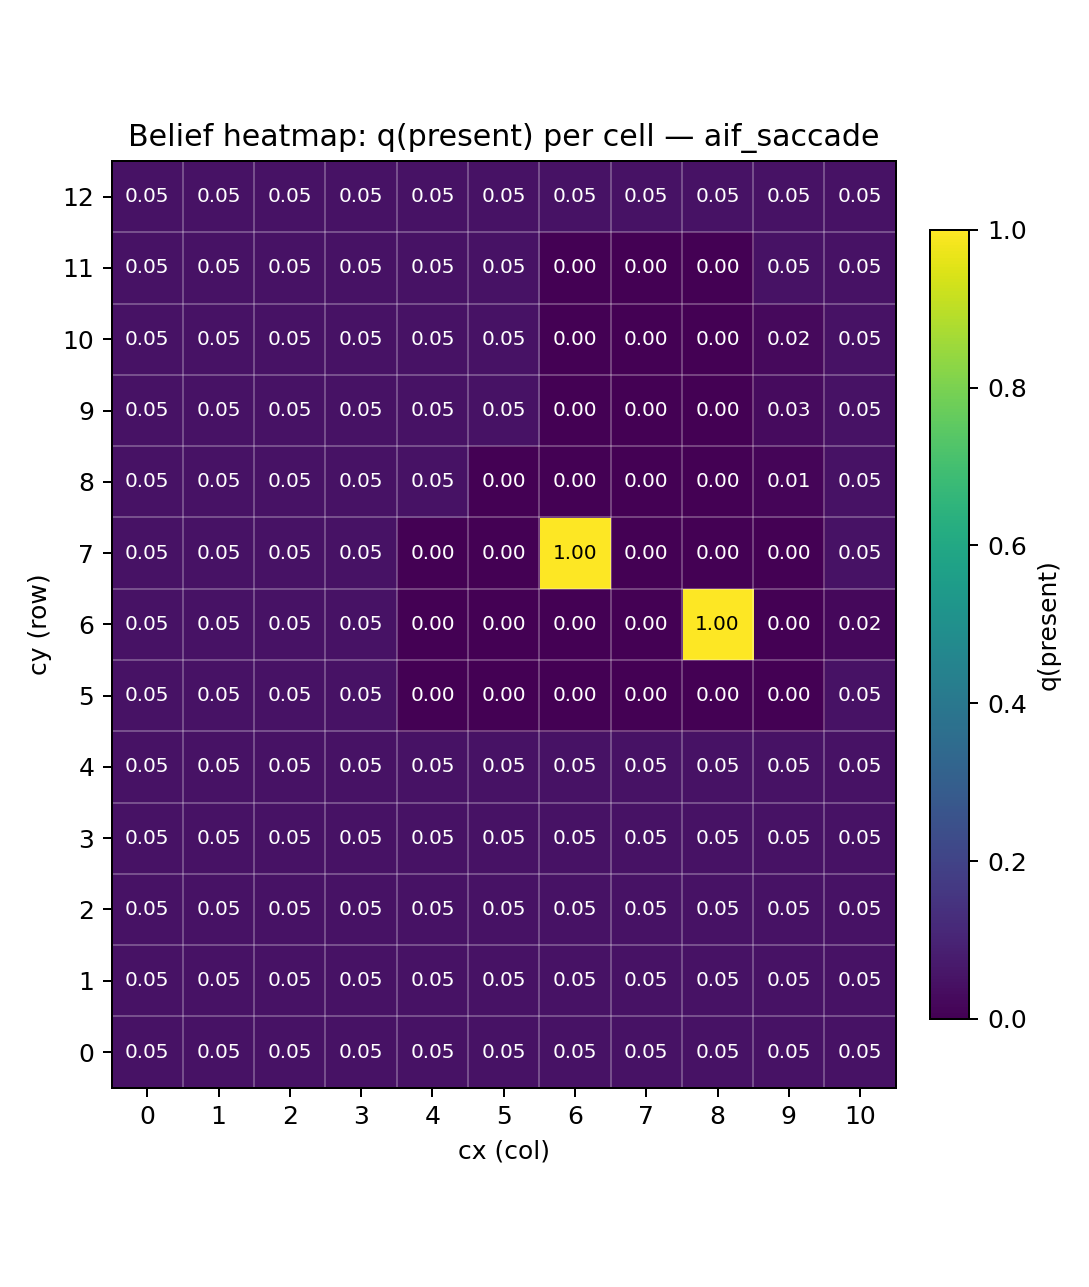 Belief heatmap: q(present) per cell — aif_saccade
12 0.05 0.05 0.05 0.05 0.05 0.05 0.05 0.05 0.05 0.05 0.05
11 0.05 0.05 0.05 0.05 0.05 0.05 0.00 0.00 0.00 0.05 0.05
10 0.05 0.05 0.05 0.05 0.05 0.05 0.00 0.00 0.00 0.02 0.05
9 0.05 0.05 0.05 0.05 0.05 0.05 0.00 0.00 0.00 0.03 0.05
8 0.05 0.05 0.05 0.05 0.05 0.00 0.00 0.00 0.00 0.01 0.05
7 0.05 0.05 0.05 0.05 0.00 0.00 1.00 0.00 0.00 0.00 0.05
6 0.05 0.05 0.05 0.05 0.00 0.00 0.00 0.00 1.00 0.00 0.02
5 0.05 0.05 0.05 0.05 0.00 0.00 0.00 0.00 0.00 0.00 0.05
4 0.05 0.05 0.05 0.05 0.05 0.05 0.05 0.05 0.05 0.05 0.05
3 0.05 0.05 0.05 0.05 0.05 0.05 0.05 0.05 0.05 0.05 0.05
2 0.05 0.05 0.05 0.05 0.05 0.05 0.05 0.05 0.05 0.05 0.05
1 0.05 0.05 0.05 0.05 0.05 0.05 0.05 0.05 0.05 0.05 0.05
0 0.05 0.05 0.05 0.05 0.05 0.05 0.05 0.05 0.05 0.05 0.05
0 1 2 3 4 5 6 7 8 9 10
cx (col)
cy (row)
1.0
0.8
0.6
0.4
0.2
0.0
q(present)